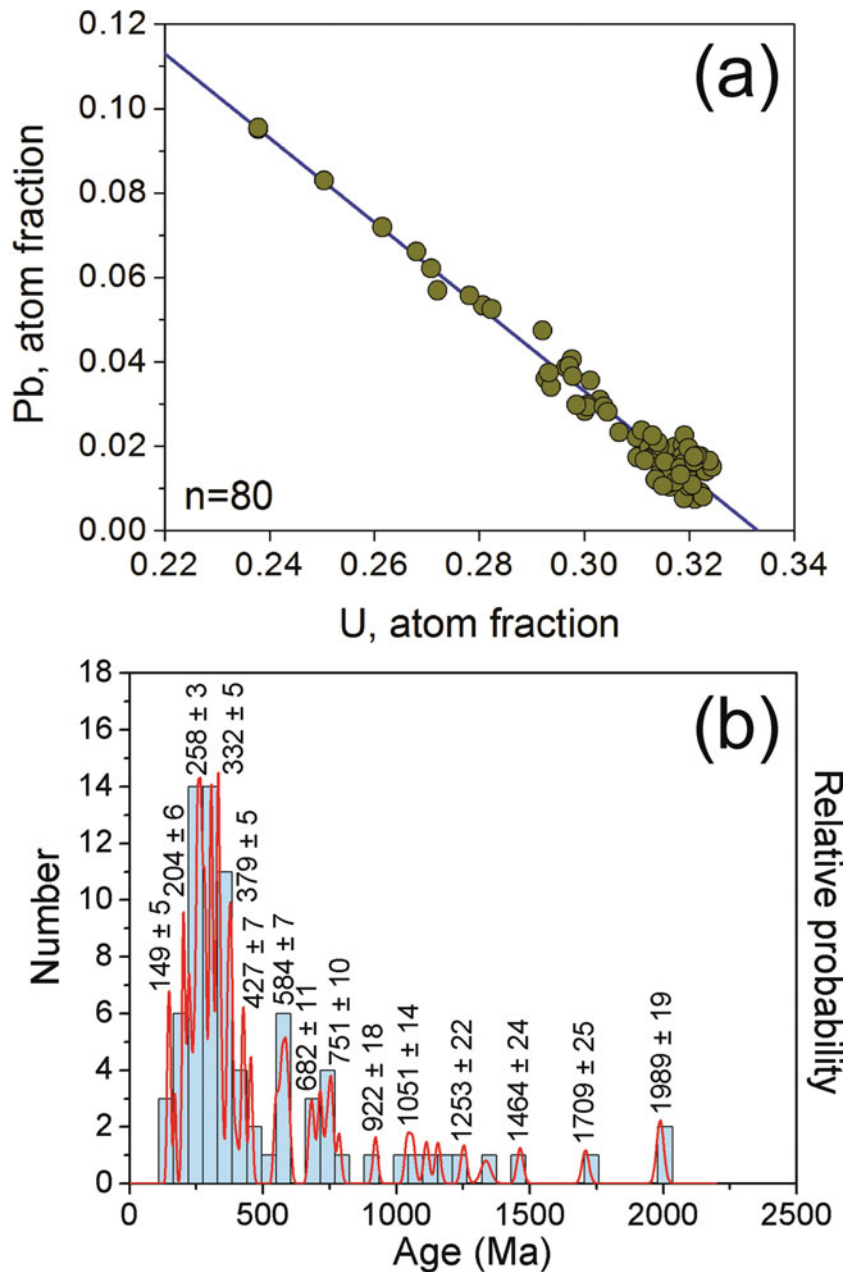 (a)
0.12
0.10
0.08
0.06
0.04
0.02
0.00
Pb, atom fraction
n=80
0.22 0.24 0.26 0.28 0.30 0.32 0.34
U, atom fraction
(b)
18
16
14
12
10
8
6
4
2
0
Number
Relative probability
149 ± 5
204 ± 6
258 ± 3
332 ± 5
379 ± 5
427 ± 7
584 ± 7
682 ± 11
751 ± 10
922 ± 18
1051 ± 14
1253 ± 22
1464 ± 24
1709 ± 25
1989 ± 19
0 500 1000 1500 2000 2500
Age (Ma)